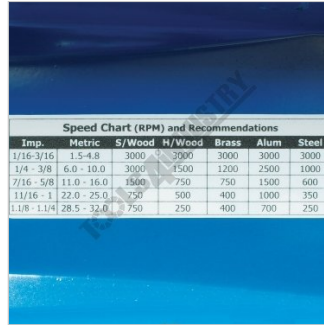 Speed Chart (RPM) and Recommendations
Imp. Metric S/Wood H/Wood Brass Alum Steel
1/16-3/16 1.5-4.8 3000 3000 3000 3000 3000
1/4 - 3/8 6.0 - 10.0 3000 1500 1200 2500 1000
7/16 - 5/8 11.0 - 16.0 1500 750 750 1500 600
11/16 - 1 22.0 - 25.0 750 500 400 1000 350
1.1/8 - 1.1/4 28.5 - 32.0 750 250 400 700 250
TOOLS4INDUSTRY